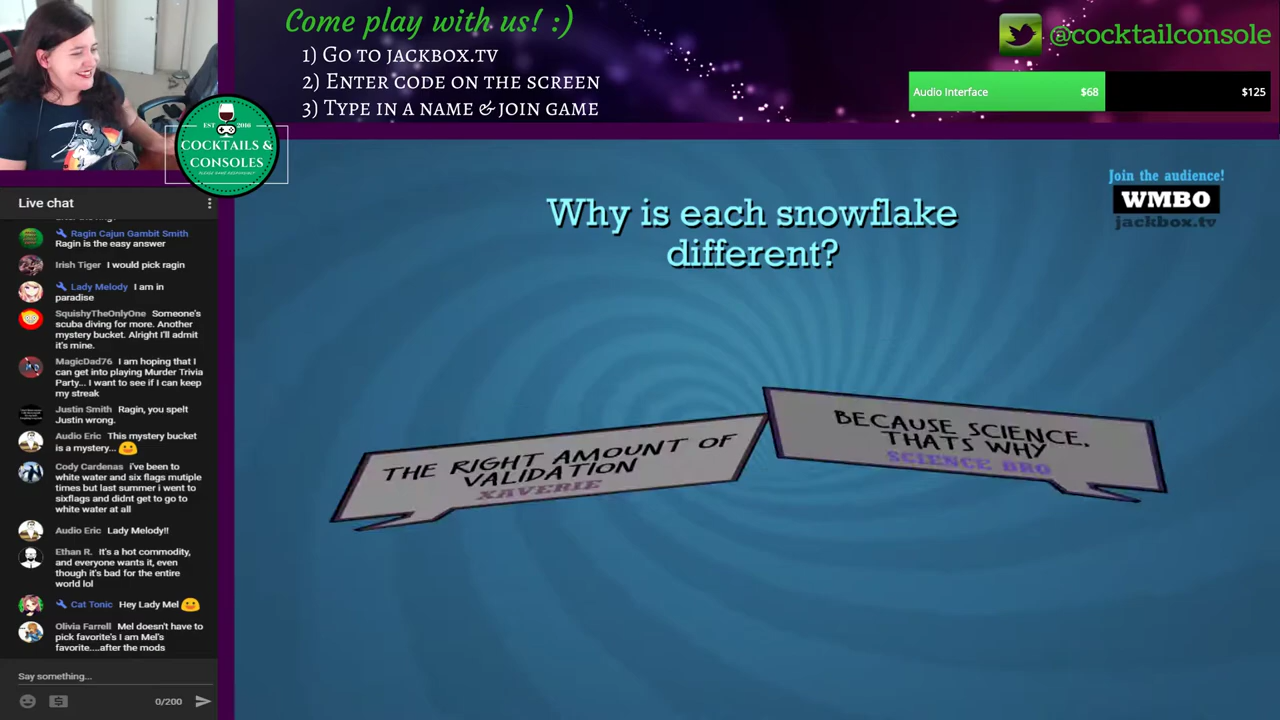 Come play with us! :)
1) Go to jackbox.tv
2) Enter code on the screen
3) Type in a name & join game
@cocktailconsole
Audio Interface $68 $125
EST 2010
COCKTAILS &
CONSOLES
PLEASE GAME RESPONSIBLY
Live chat
Ragin Cajun Gambit Smith
Ragin is the easy answer
Irish Tiger I would pick ragin
Lady Melody I am in
paradise
SquishyTheOnlyOne Someone's
scuba diving for more. Another
mystery bucket. Alright I'll admit
it's mine.
MagicDad76 I am hoping that I
can get into playing Murder Trivia
Party... I want to see if I can keep
my streak
Justin Smith Ragin, you spelt
Justin wrong.
Audio Eric This mystery bucket
is a mystery...
Cody Cardenas i've been to
white water and six flags mutiple
times but last summer i went to
sixflags and didnt get to go to
white water at all
Audio Eric Lady Melody!!
Ethan R. It's a hot commodity,
and everyone wants it, even
though it's bad for the entire
world lol
Cat Tonic Hey Lady Mel
Olivia Farrell Mel doesn't have to
pick favorite's I am Mel's
favorite....after the mods
Say something...
0/200
Join the audience!
WMBO
jackbox.tv
Why is each snowflake
different?
THE RIGHT AMOUNT OF
VALIDATION
XAVERIE
BECAUSE SCIENCE.
THATS WHY
SCIENCE BRO